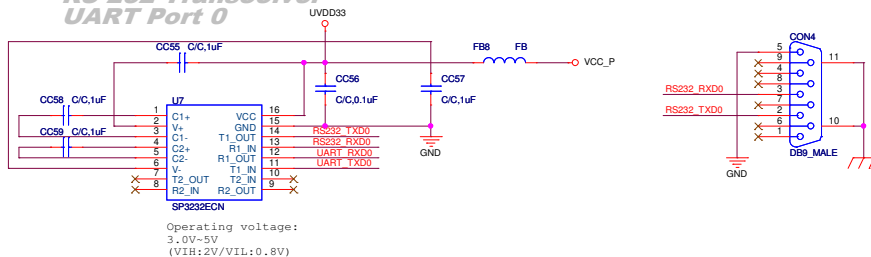 RS-232 Transceiver
UART Port 0
UVDD33
CC55 C/C,1uF
FB8 FB
VCC_P
CC56
C/C,0.1uF
CC57
C/C,1uF
CC58 C/C,1uF
CC59 C/C,1uF
U7
1 C1+ VCC 16
2 V+ GND 15
3 C1- T1_OUT 14 RS232_TXD0
4 C2+ R1_IN 13 RS232_RXD0
5 C2- R1_OUT 12 UART_RXD0
6 V- T1_IN 11 UART_TXD0
7 T2_OUT T2_IN 10
8 R2_IN R2_OUT 9
SP3232ECN
GND
Operating voltage:
3.0V~5V
(VIH:2V/VIL:0.8V)
CON4
5
9
4
8
RS232_RXD0 3
7
RS232_TXD0 2
6
1
11
10
DB9_MALE
GND